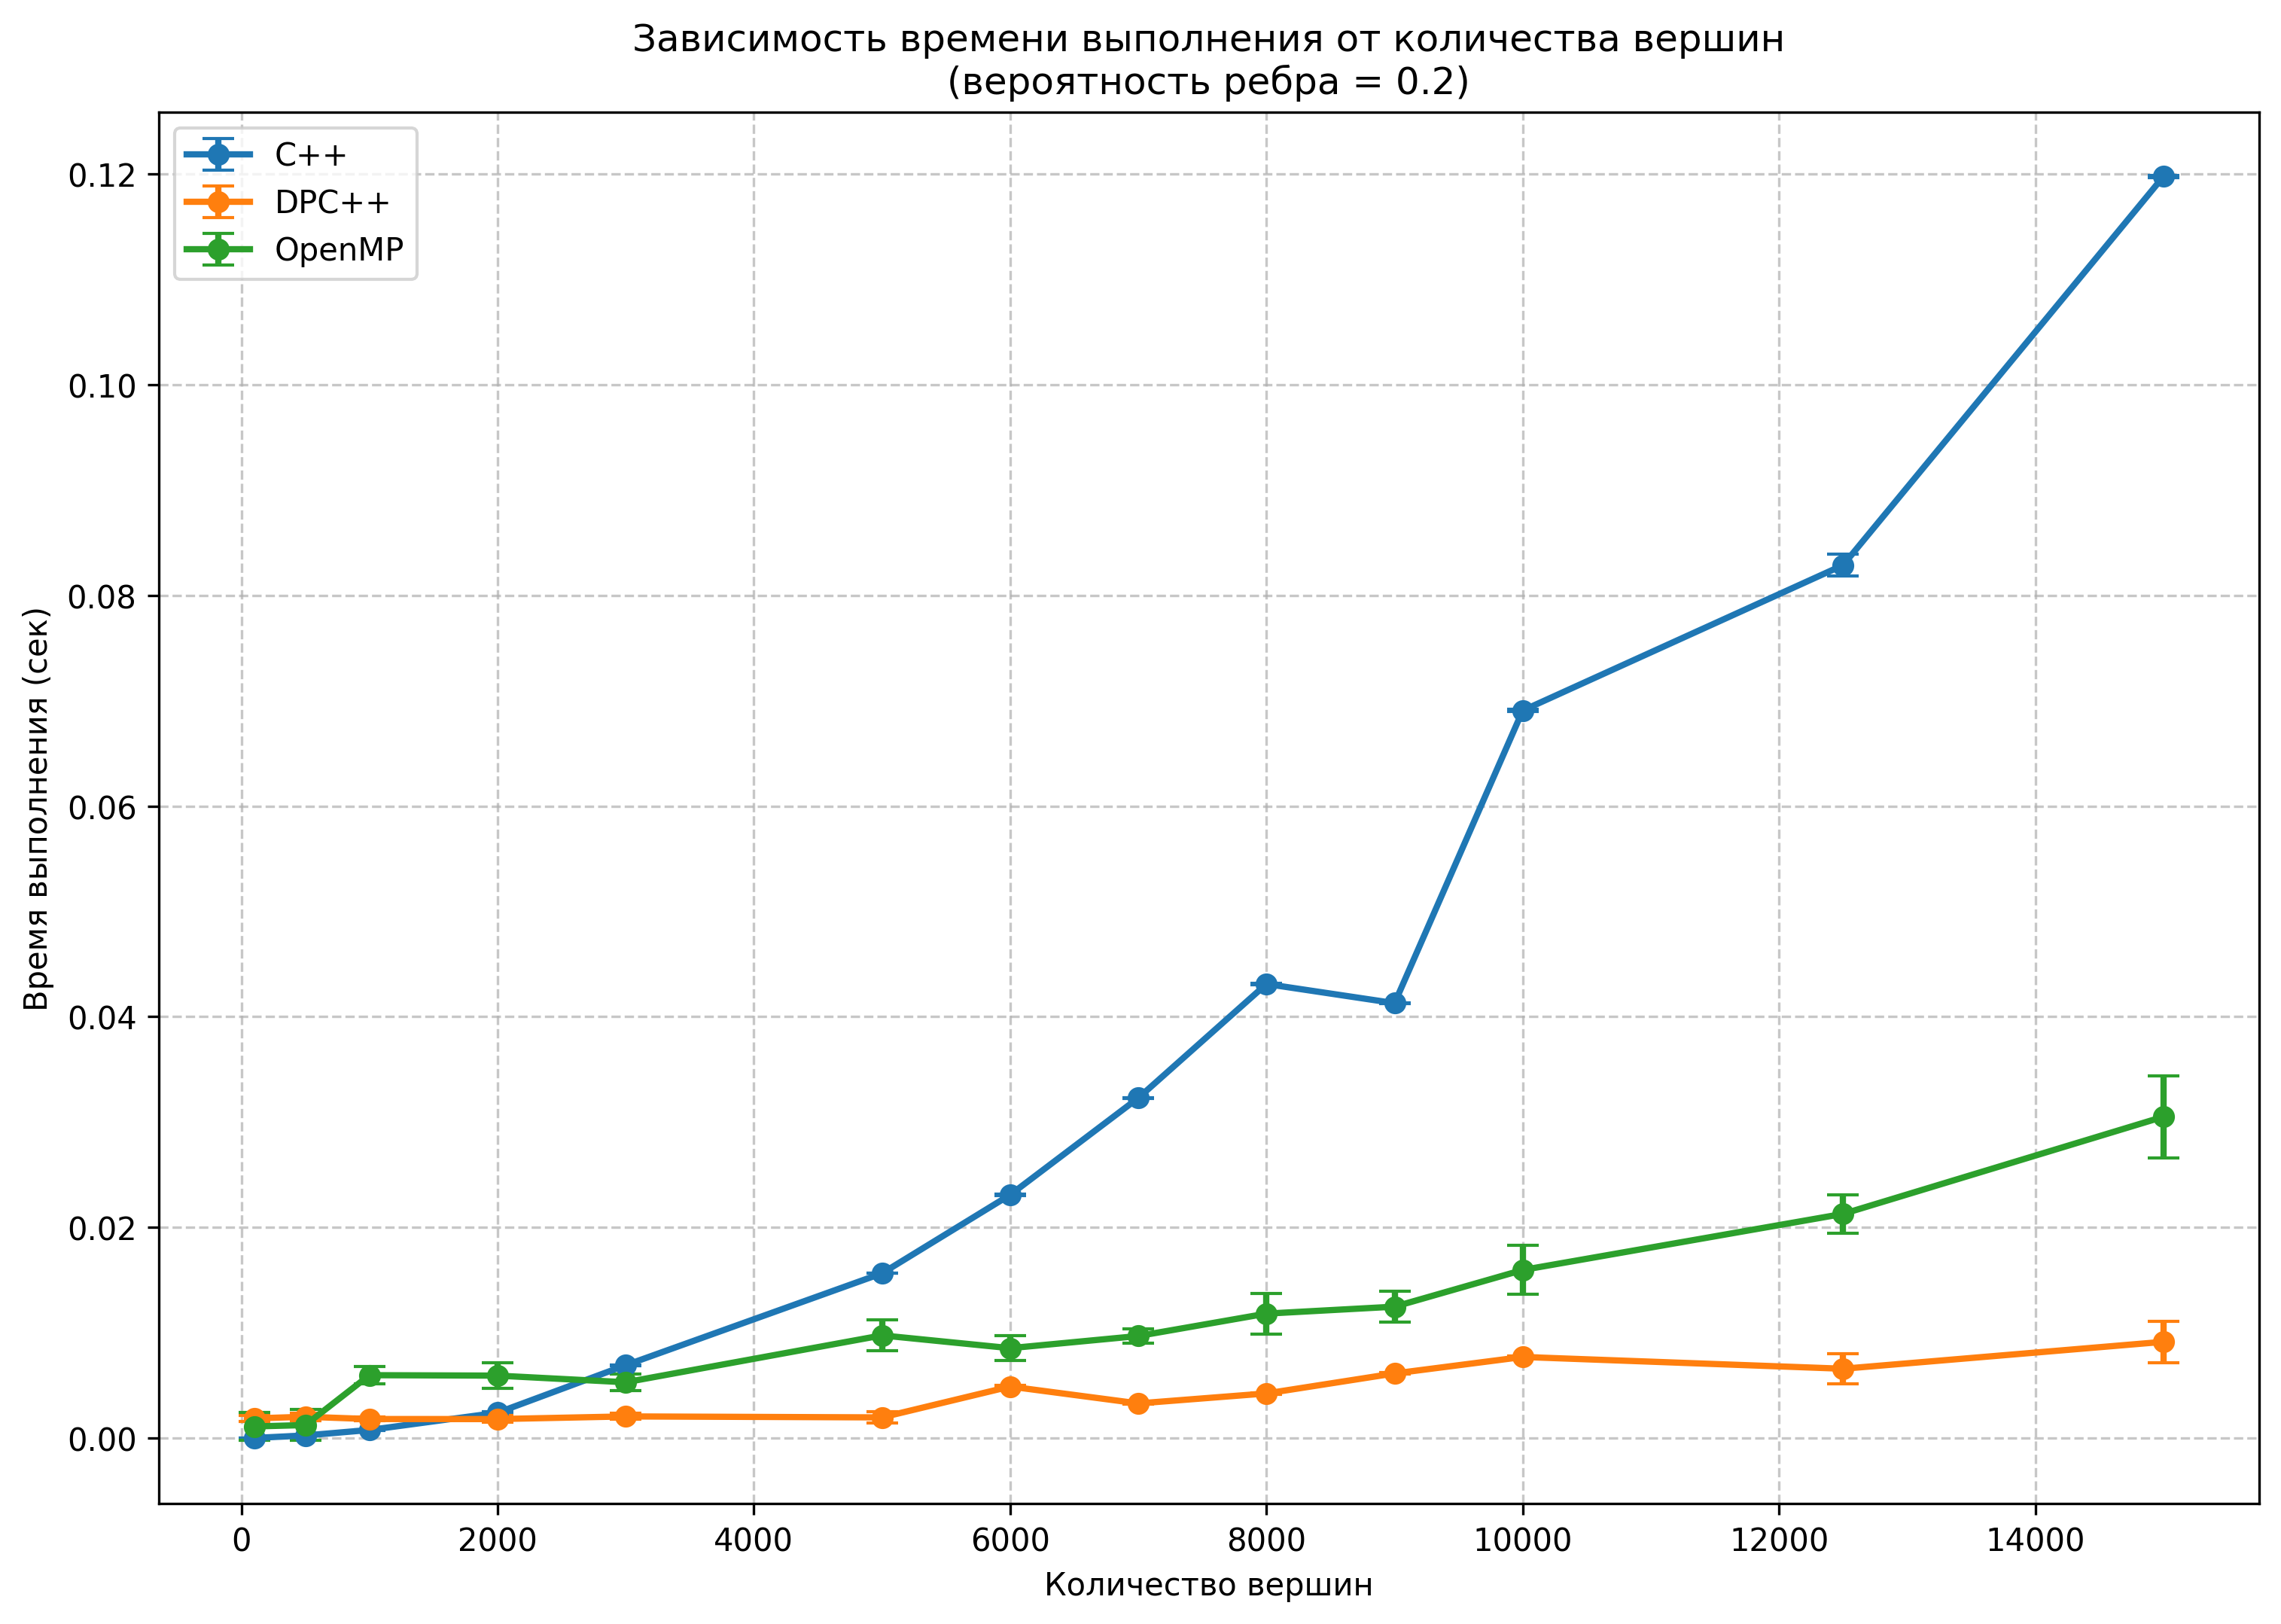 Зависимость времени выполнения от количества вершин
(вероятность ребра = 0.2)
C++
DPC++
OpenMP
Время выполнения (сек)
0.12
0.10
0.08
0.06
0.04
0.02
0.00
0 2000 4000 6000 8000 10000 12000 14000
Количество вершин